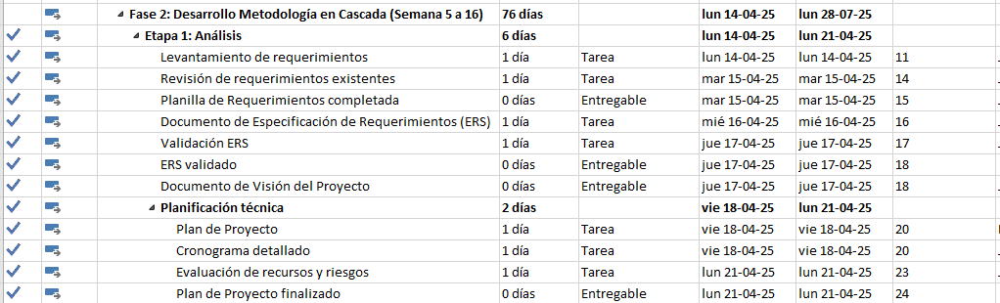 Fase 2: Desarrollo Metodología en Cascada (Semana 5 a 16) 76 días lun 14-04-25 lun 28-07-25
Etapa 1: Análisis 6 días lun 14-04-25 lun 21-04-25
Levantamiento de requerimientos 1 día Tarea lun 14-04-25 lun 14-04-25 11
Revisión de requerimientos existentes 1 día Tarea mar 15-04-25 mar 15-04-25 14
Planilla de Requerimientos completada 0 días Entregable mar 15-04-25 mar 15-04-25 15
Documento de Especificación de Requerimientos (ERS) 1 día Tarea mié 16-04-25 mié 16-04-25 16
Validación ERS 1 día Tarea jue 17-04-25 jue 17-04-25 17
ERS validado 0 días Entregable jue 17-04-25 jue 17-04-25 18
Documento de Visión del Proyecto 0 días Entregable jue 17-04-25 jue 17-04-25 18
Planificación técnica 2 días vie 18-04-25 lun 21-04-25
Plan de Proyecto 1 día Tarea vie 18-04-25 vie 18-04-25 20
Cronograma detallado 1 día Tarea vie 18-04-25 vie 18-04-25 20
Evaluación de recursos y riesgos 1 día Tarea lun 21-04-25 lun 21-04-25 23
Plan de Proyecto finalizado 0 días Entregable lun 21-04-25 lun 21-04-25 24